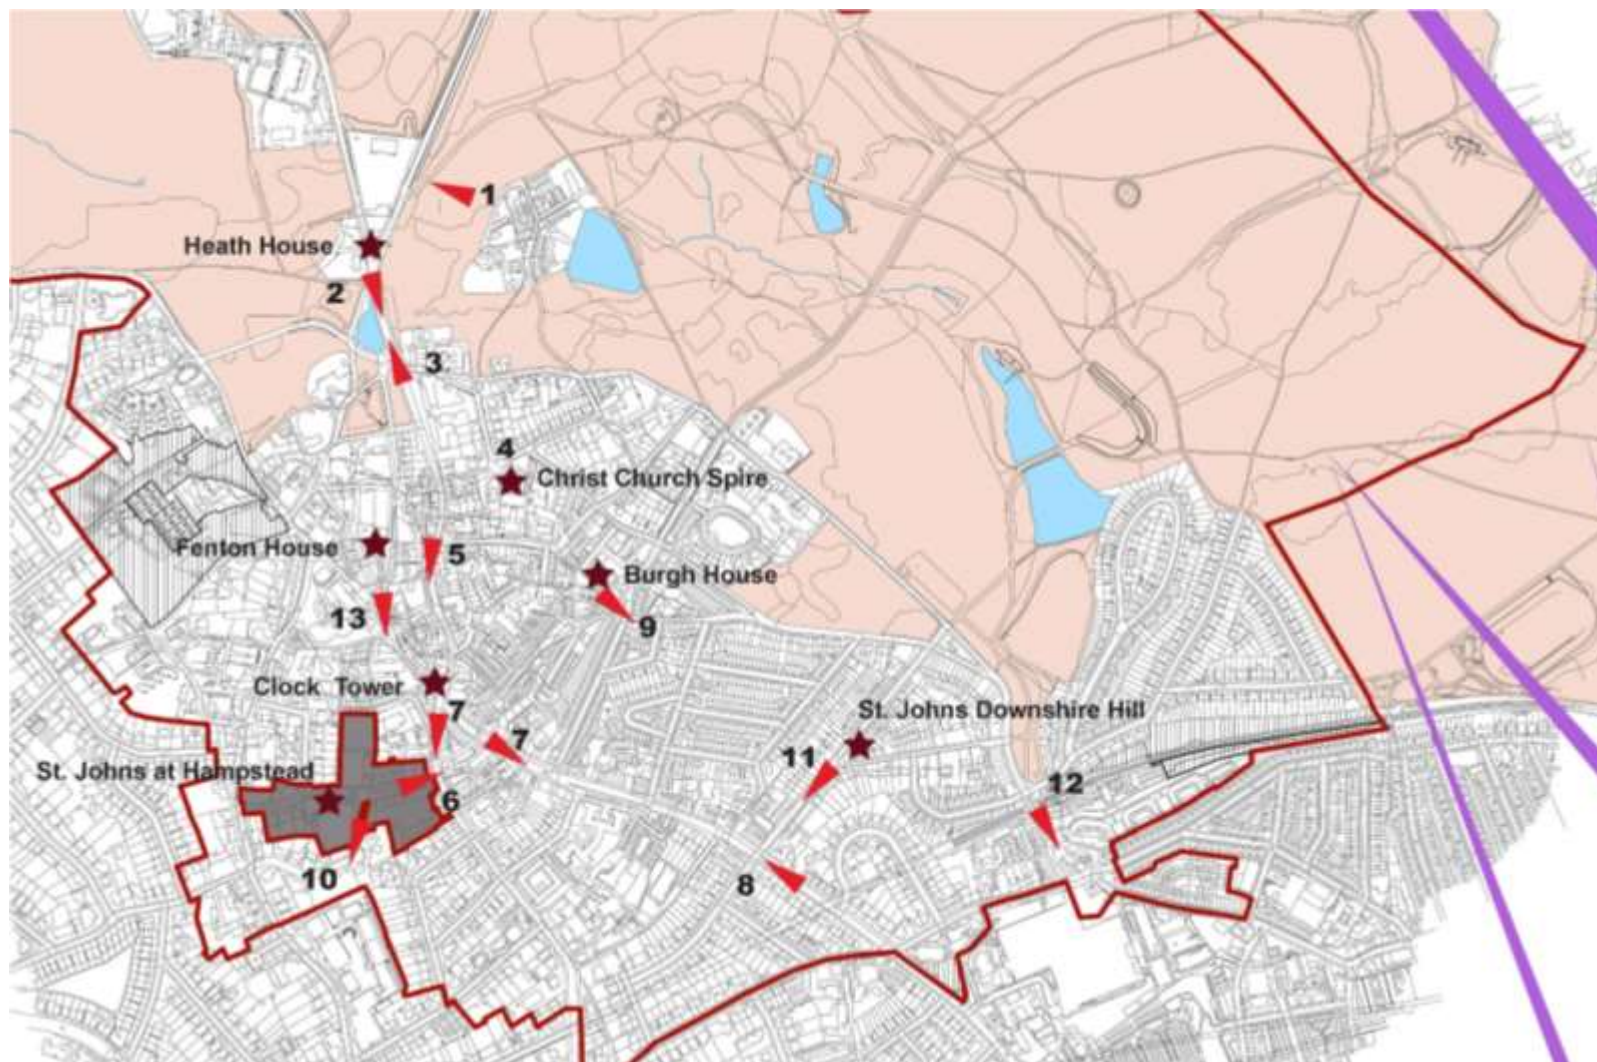 1
Heath House
2
3
4
Christ Church Spire
Fenton House
5
Burgh House
13
9
Clock Tower
7
St. Johns Downshire Hill
7
11
St. Johns at Hampstead
12
6
10
8